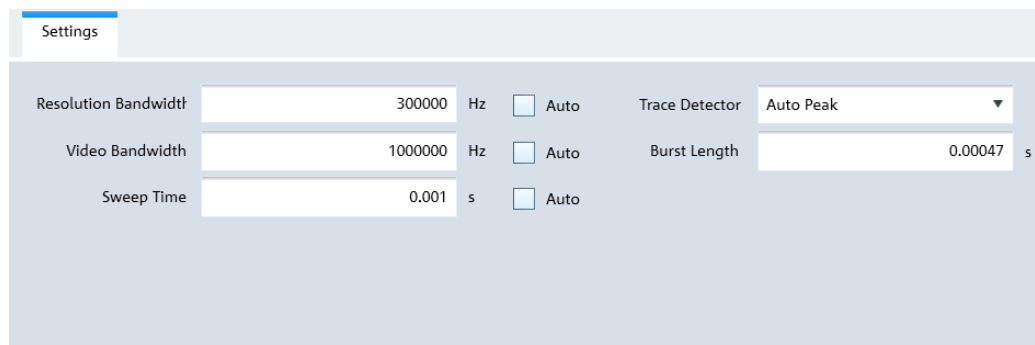 Settings
Resolution Bandwidth 300000 Hz Auto Trace Detector Auto Peak
Video Bandwidth 1000000 Hz Auto Burst Length 0.00047 s
Sweep Time 0.001 s Auto